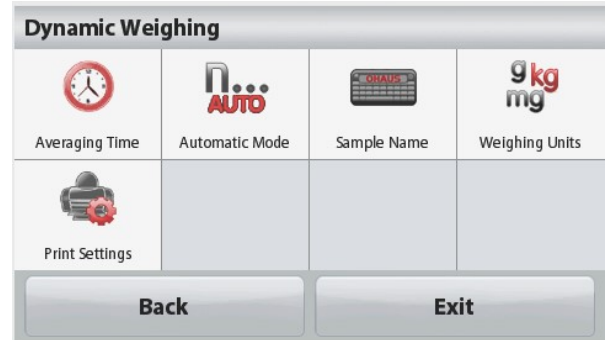 Dynamic Weighing
n...
AUTO
OHAUS
g kg
mg
Averaging Time
Automatic Mode
Sample Name
Weighing Units
Print Settings
Back
Exit